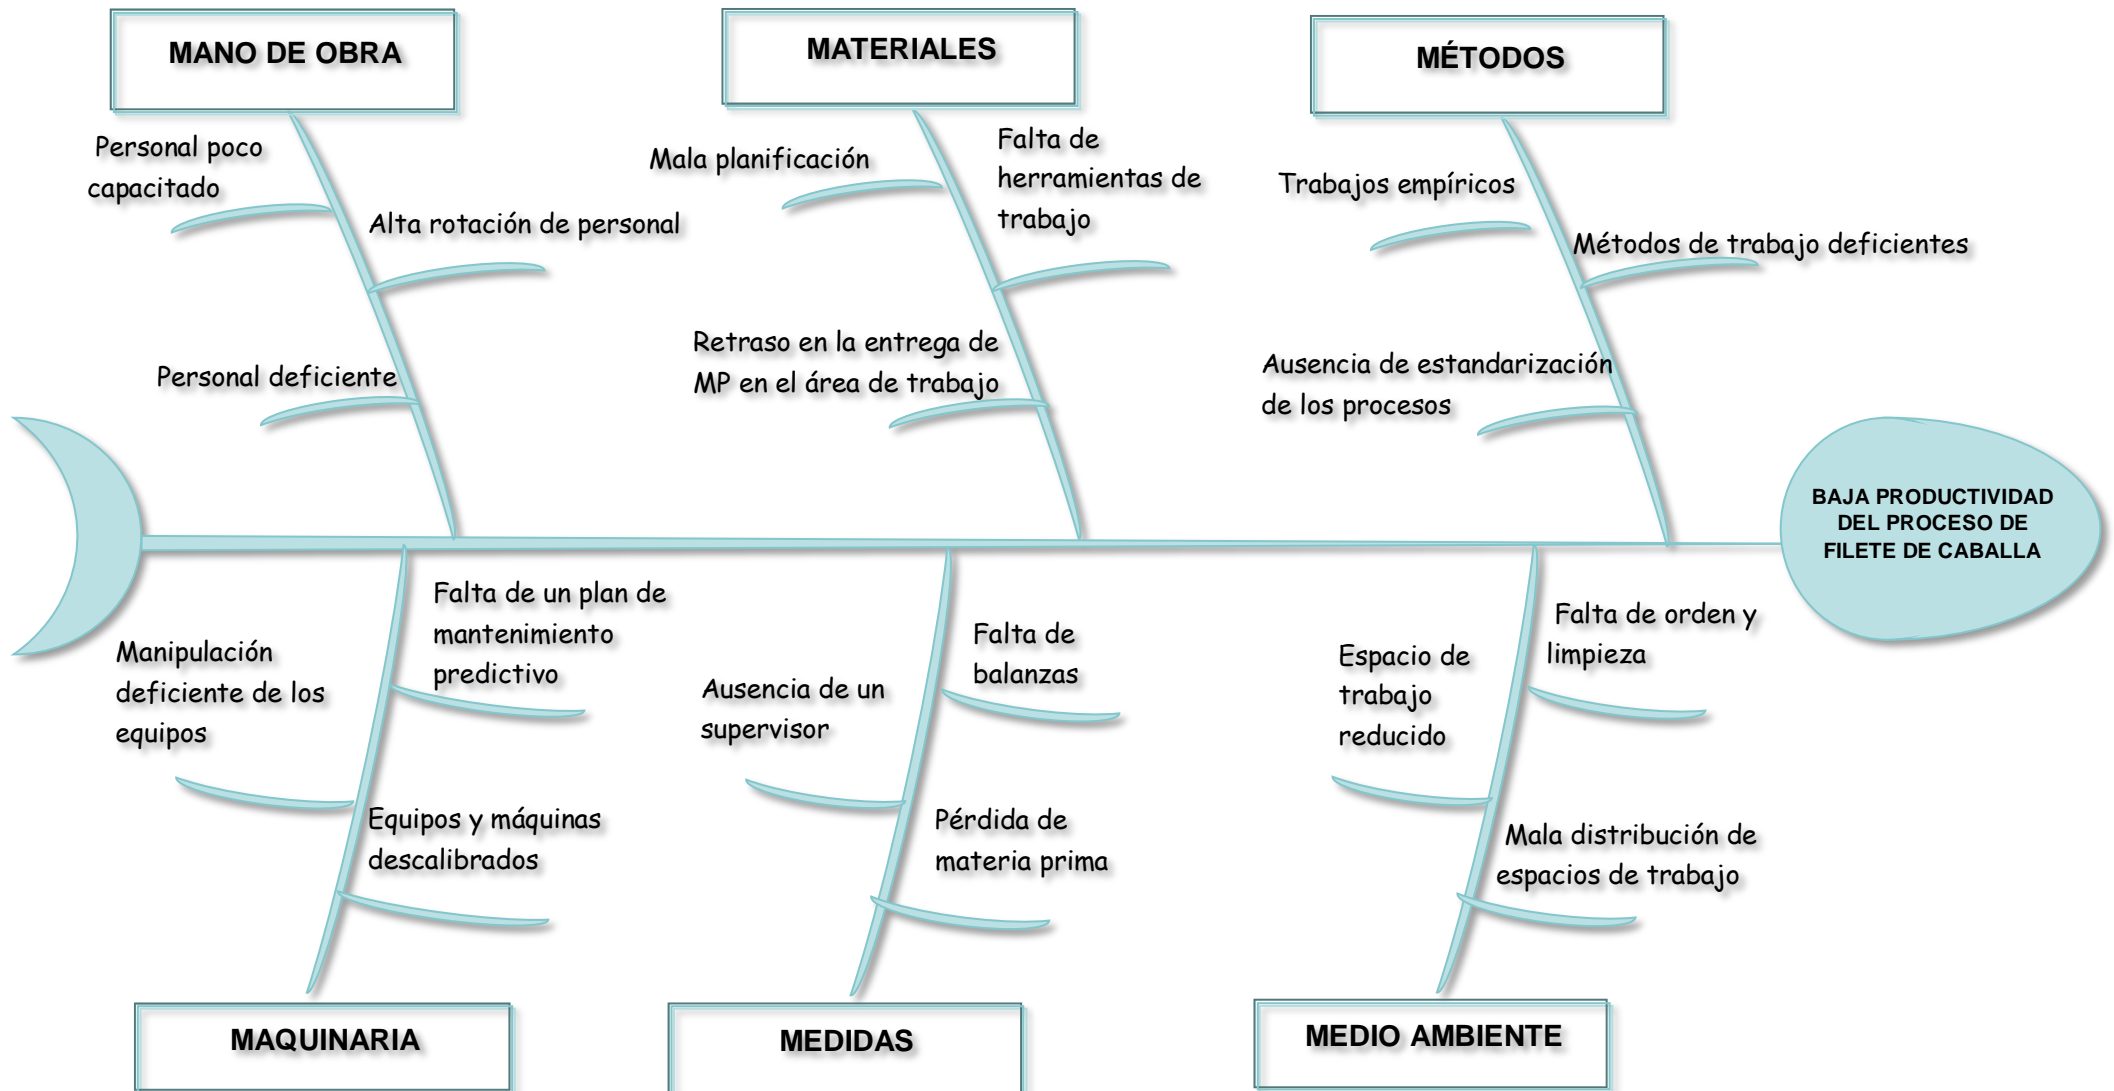 MANO DE OBRA
MATERIALES
MÉTODOS
Personal poco
capacitado
Alta rotación de personal
Personal deficiente
Mala planificación
Falta de
herramientas de
trabajo
Retraso en la entrega de
MP en el área de trabajo
Trabajos empíricos
Métodos de trabajo deficientes
Ausencia de estandarización
de los procesos
BAJA PRODUCTIVIDAD
DEL PROCESO DE
FILETE DE CABALLA
Falta de un plan de
mantenimiento
predictivo
Manipulación
deficiente de los
equipos
Equipos y máquinas
descalibrados
Falta de
balanzas
Ausencia de un
supervisor
Pérdida de
materia prima
Falta de orden y
limpieza
Espacio de
trabajo
reducido
Mala distribución de
espacios de trabajo
MAQUINARIA
MEDIDAS
MEDIO AMBIENTE